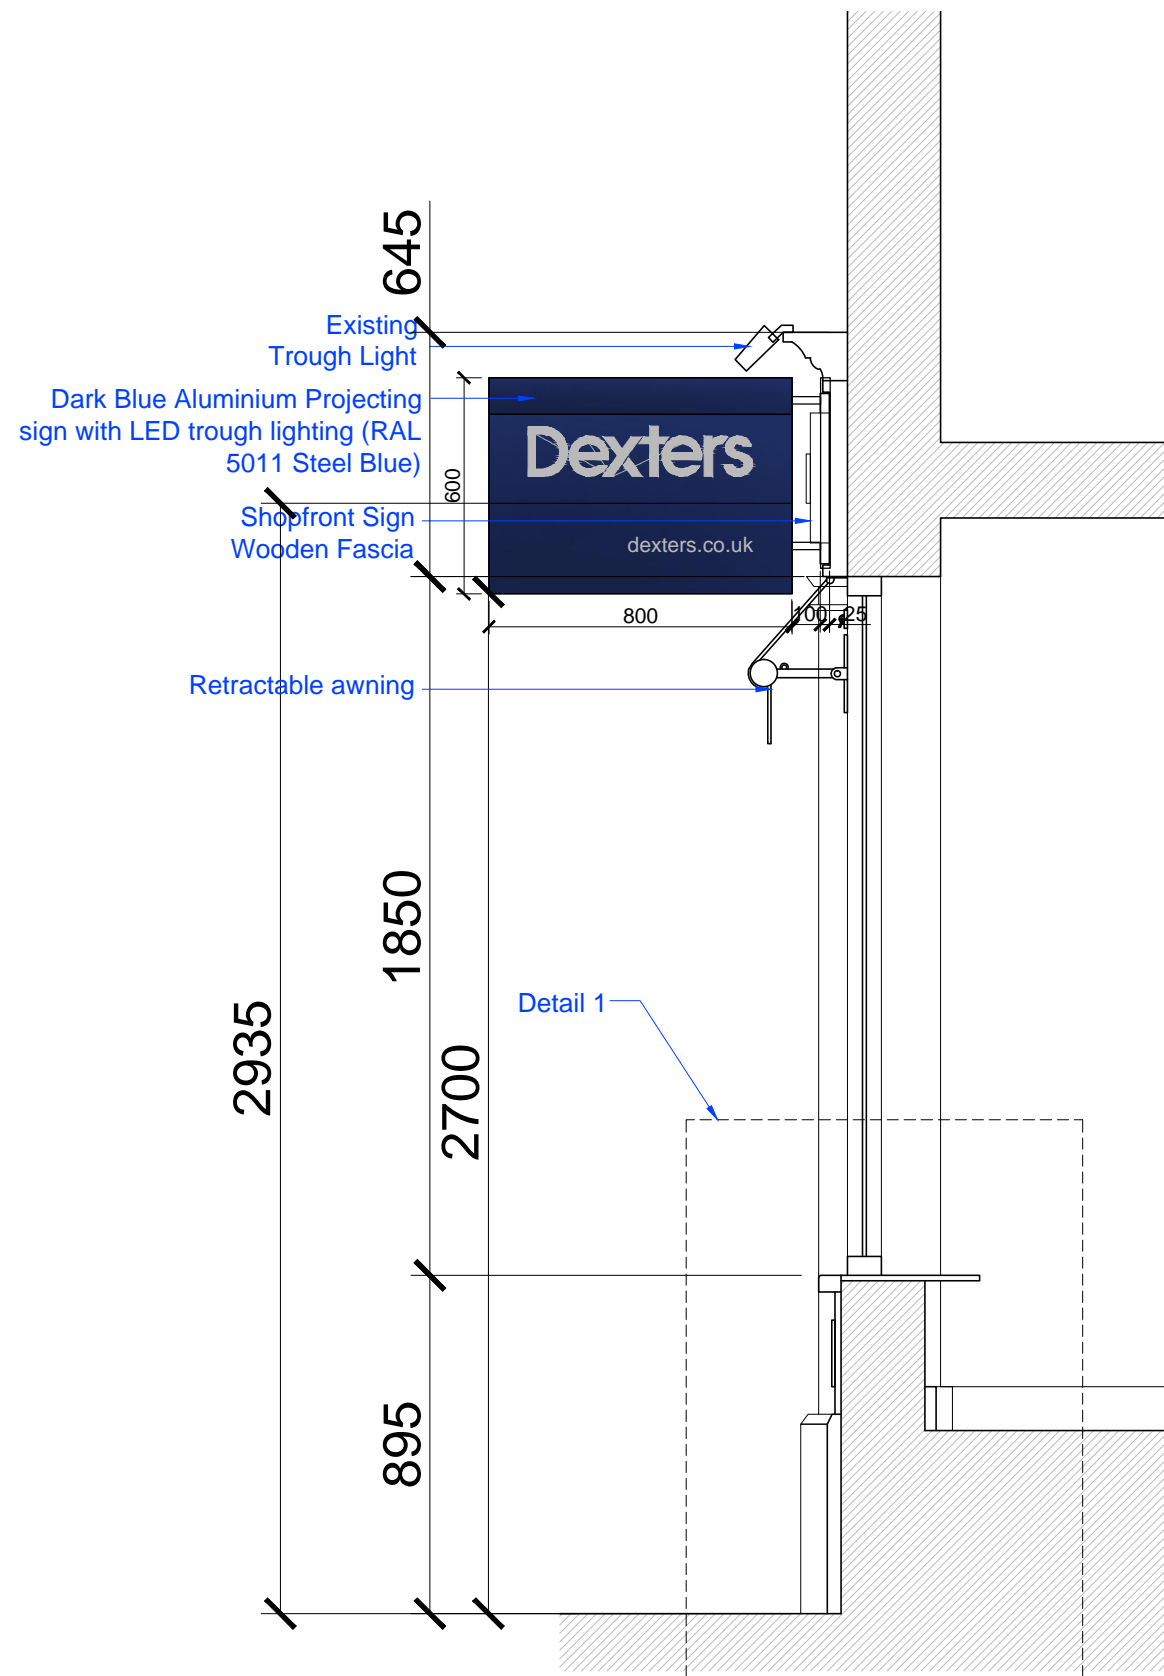 645
Existing
Trough Light
Dark Blue Aluminium Projecting
sign with LED trough lighting (RAL
5011 Steel Blue)
600
Dexters
Shopfront Sign
Wooden Fascia
dexters.co.uk
800
100
25
Retractable awning
1850
Detail 1
2935
2700
895